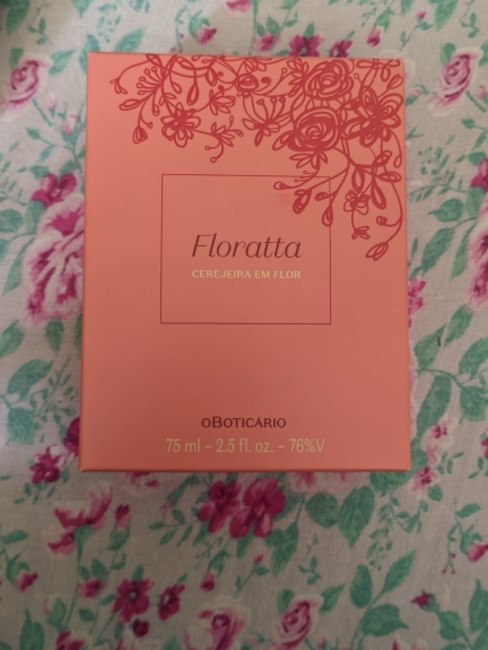 Floratta
CEREJEIRA EM FLOR
oBOTICÁRIO
75 ml - 2.5 fl. oz. - 76%V